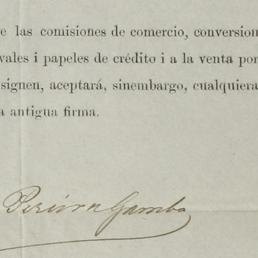 e las comisiones de comercio, conversion
vales i papeles de crédito i a la venta por
signen, aceptará, sinembargo, cualquiera
a antigua firma.
Pereira Gamba